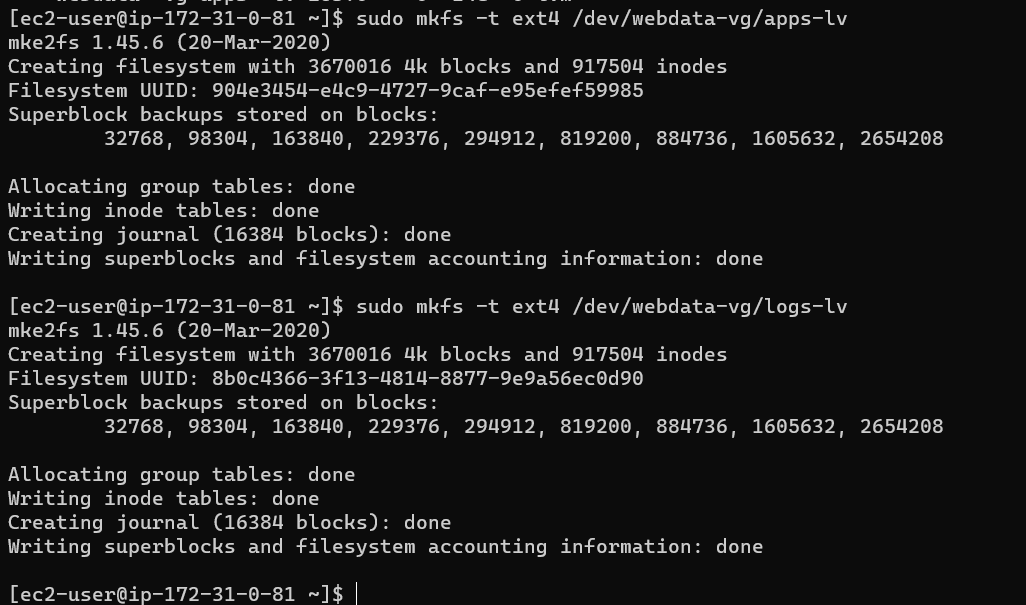 [ec2-user@ip-172-31-0-81 ~]$ sudo mkfs -t ext4 /dev/webdata-vg/apps-lv
mke2fs 1.45.6 (20-Mar-2020)
Creating filesystem with 3670016 4k blocks and 917504 inodes
Filesystem UUID: 904e3454-e4c9-4727-9caf-e95efef59985
Superblock backups stored on blocks:
        32768, 98304, 163840, 229376, 294912, 819200, 884736, 1605632, 2654208
Allocating group tables: done
Writing inode tables: done
Creating journal (16384 blocks): done
Writing superblocks and filesystem accounting information: done
[ec2-user@ip-172-31-0-81 ~]$ sudo mkfs -t ext4 /dev/webdata-vg/logs-lv
mke2fs 1.45.6 (20-Mar-2020)
Creating filesystem with 3670016 4k blocks and 917504 inodes
Filesystem UUID: 8b0c4366-3f13-4814-8877-9e9a56ec0d90
Superblock backups stored on blocks:
        32768, 98304, 163840, 229376, 294912, 819200, 884736, 1605632, 2654208
Allocating group tables: done
Writing inode tables: done
Creating journal (16384 blocks): done
Writing superblocks and filesystem accounting information: done
[ec2-user@ip-172-31-0-81 ~]$